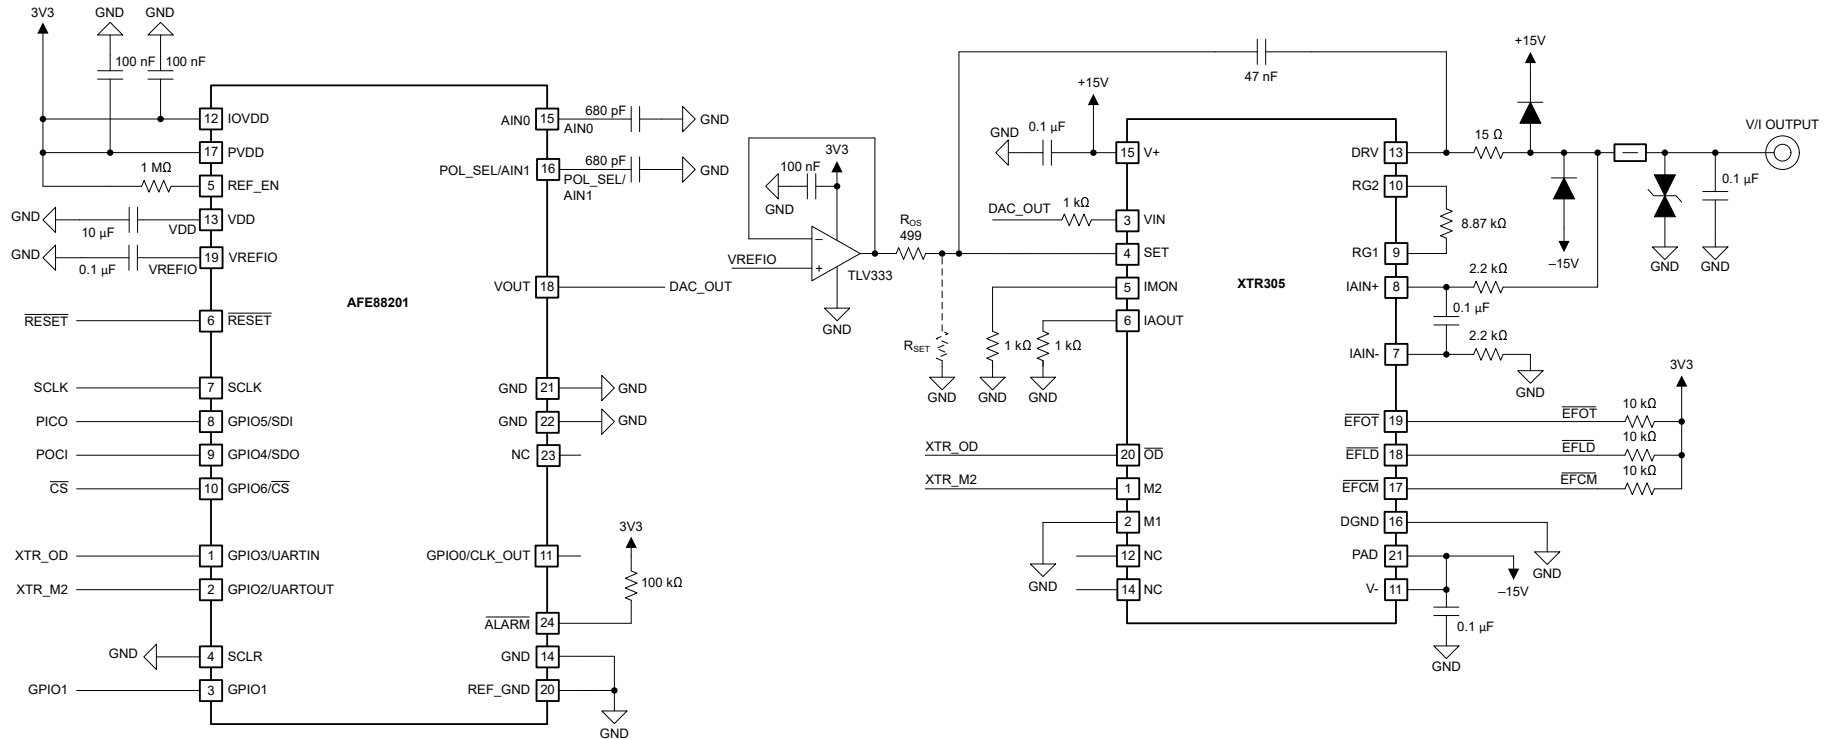 3V3
GND
GND
100 nF
100 nF
12 IOVDD
17 PVDD
1 MΩ
5 REF_EN
GND
10 µF
VDD
13 VDD
GND
0.1 µF
VREFIO
19 VREFIO
RESET
6 RESET
SCLK
7 SCLK
PICO
8 GPIO5/SDI
POCI
9 GPIO4/SDO
CS
10 GPIO6/CS
XTR_OD
1 GPIO3/UARTIN
XTR_M2
2 GPIO2/UARTOUT
GND
4 SCLR
GPIO1
3 GPIO1
AFE88201
AIN0 15
680 pF
AIN0
GND
POL_SEL/AIN1 16
680 pF
POL_SEL/
AIN1
GND
VOUT 18
DAC_OUT
GND 21
GND
GND 22
GND
NC 23
GPIO0/CLK_OUT 11
3V3
100 kΩ
ALARM 24
GND 14
REF_GND 20
GND
3V3
100 nF
GND
VREFIO
–
+
TLV333
GND
ROS
499
RSET
GND
47 nF
+15V
0.1 µF
GND
15 V+
DAC_OUT
1 kΩ
3 VIN
4 SET
5 IMON
6 IAOUT
1 kΩ
1 kΩ
GND
GND
XTR_OD
20 OD
XTR_M2
1 M2
2 M1
12 NC
14 NC
GND
XTR305
DRV 13
15 Ω
+15V
–15V
V/I OUTPUT
0.1 µF
GND
GND
RG2 10
8.87 kΩ
RG1 9
2.2 kΩ
IAIN+ 8
0.1 µF
2.2 kΩ
IAIN- 7
GND
3V3
EFOT 19
EFOT
10 kΩ
EFLD 18
EFLD
10 kΩ
EFCM 17
EFCM
10 kΩ
DGND 16
GND
PAD 21
–15V
V- 11
0.1 µF
GND